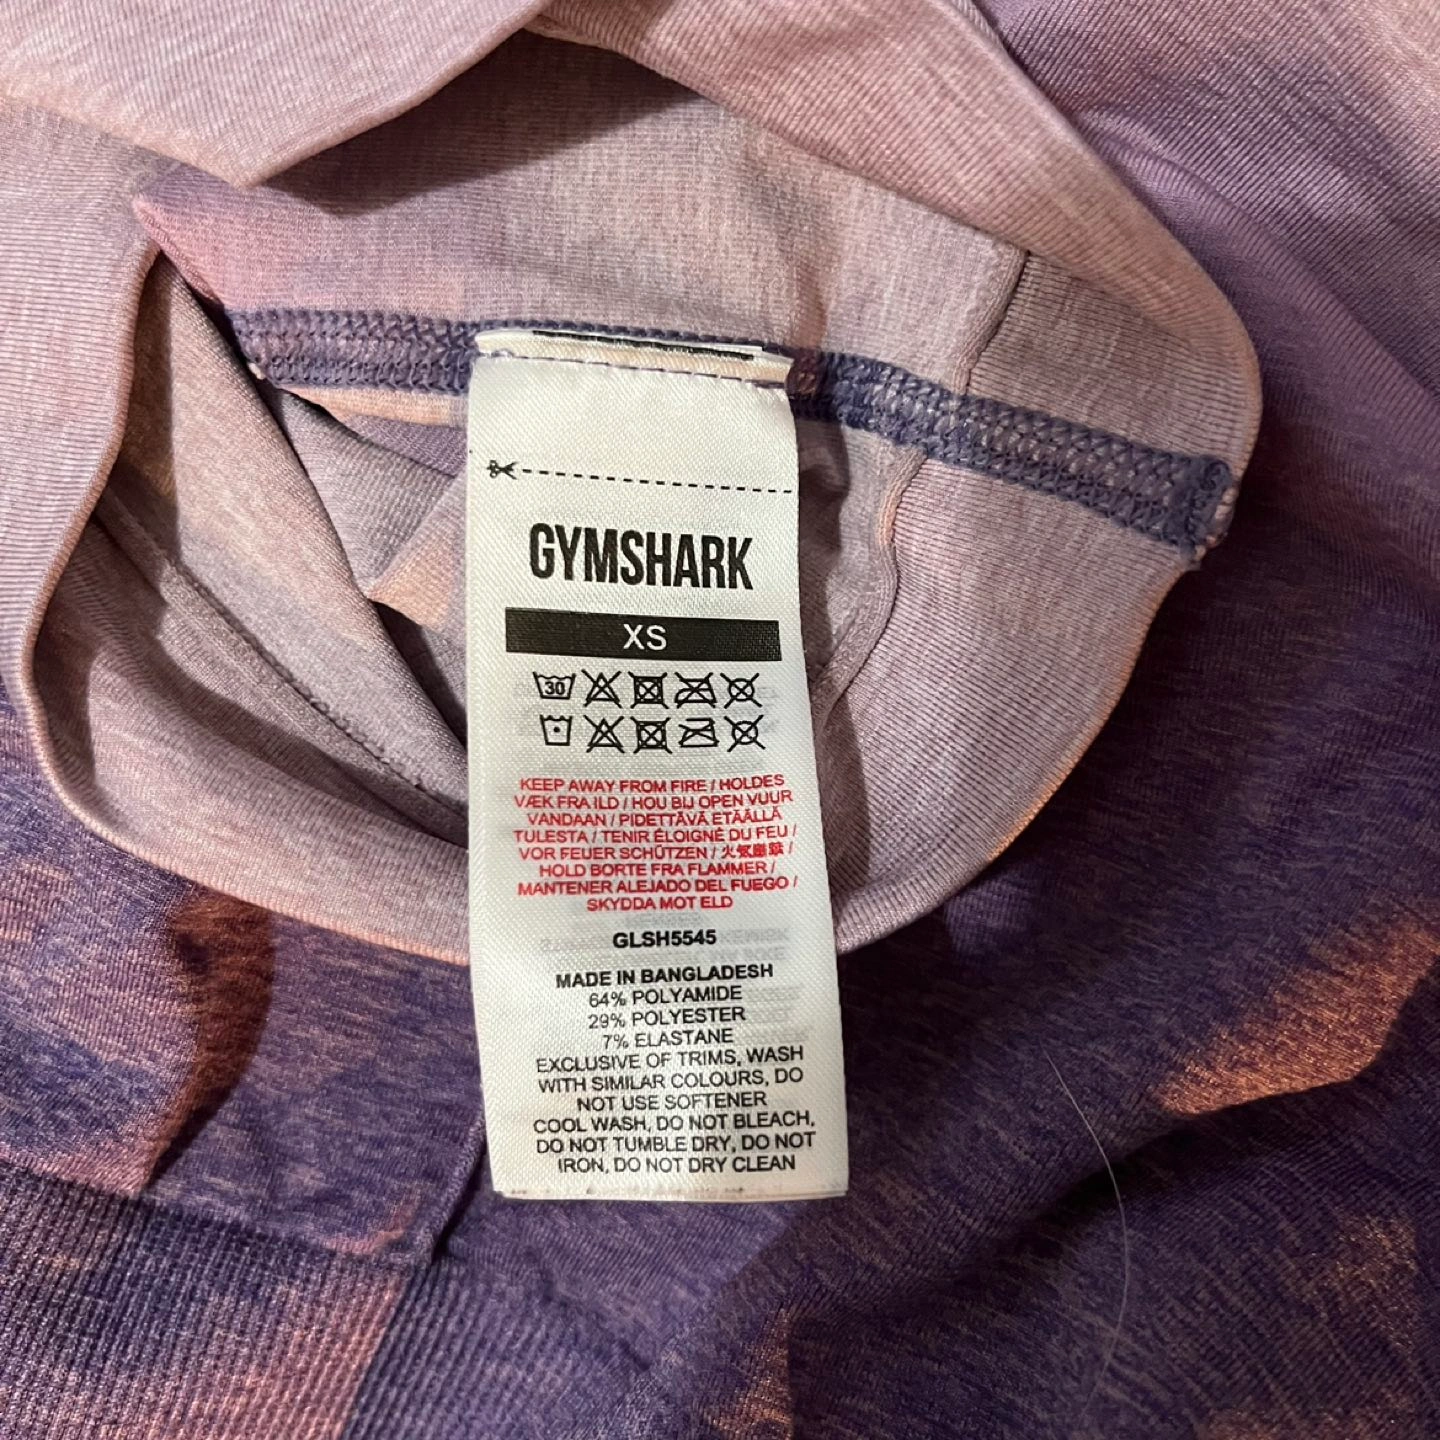 GYMSHARK
XS
30
KEEP AWAY FROM FIRE / HOLDES
VÆK FRA ILD / HOU BIJ OPEN VUUR
VANDAAN / PIDETTÄVÄ ETÄÄLLÄ
TULESTA / TENIR ÉLOIGNÉ DU FEU /
VOR FEUER SCHÜTZEN / 火気厳禁 /
HOLD BORTE FRA FLAMMER /
MANTENER ALEJADO DEL FUEGO /
SKYDDA MOT ELD
GLSH5545
MADE IN BANGLADESH
64% POLYAMIDE
29% POLYESTER
7% ELASTANE
EXCLUSIVE OF TRIMS, WASH
WITH SIMILAR COLOURS, DO
NOT USE SOFTENER
COOL WASH, DO NOT BLEACH,
DO NOT TUMBLE DRY, DO NOT
IRON, DO NOT DRY CLEAN